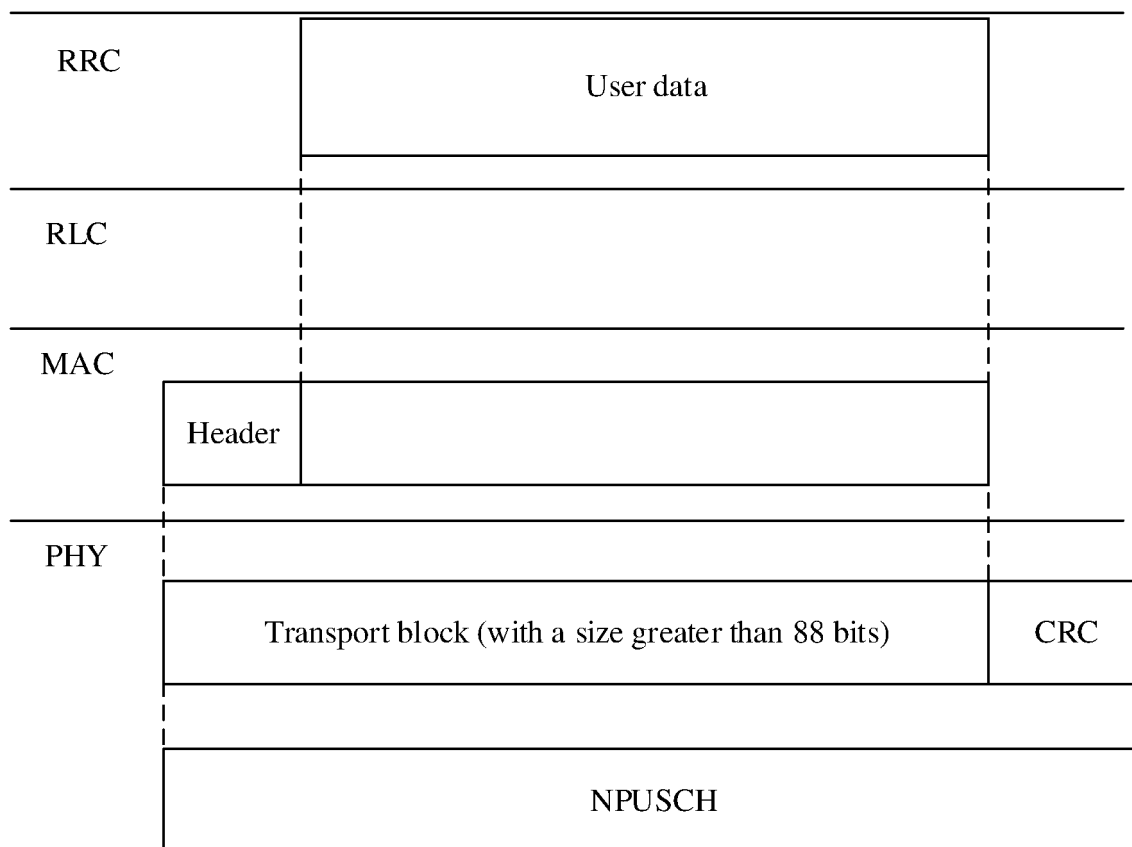 RRC
User data
RLC
MAC
Header
PHY
Transport block (with a size greater than 88 bits)
CRC
NPUSCH